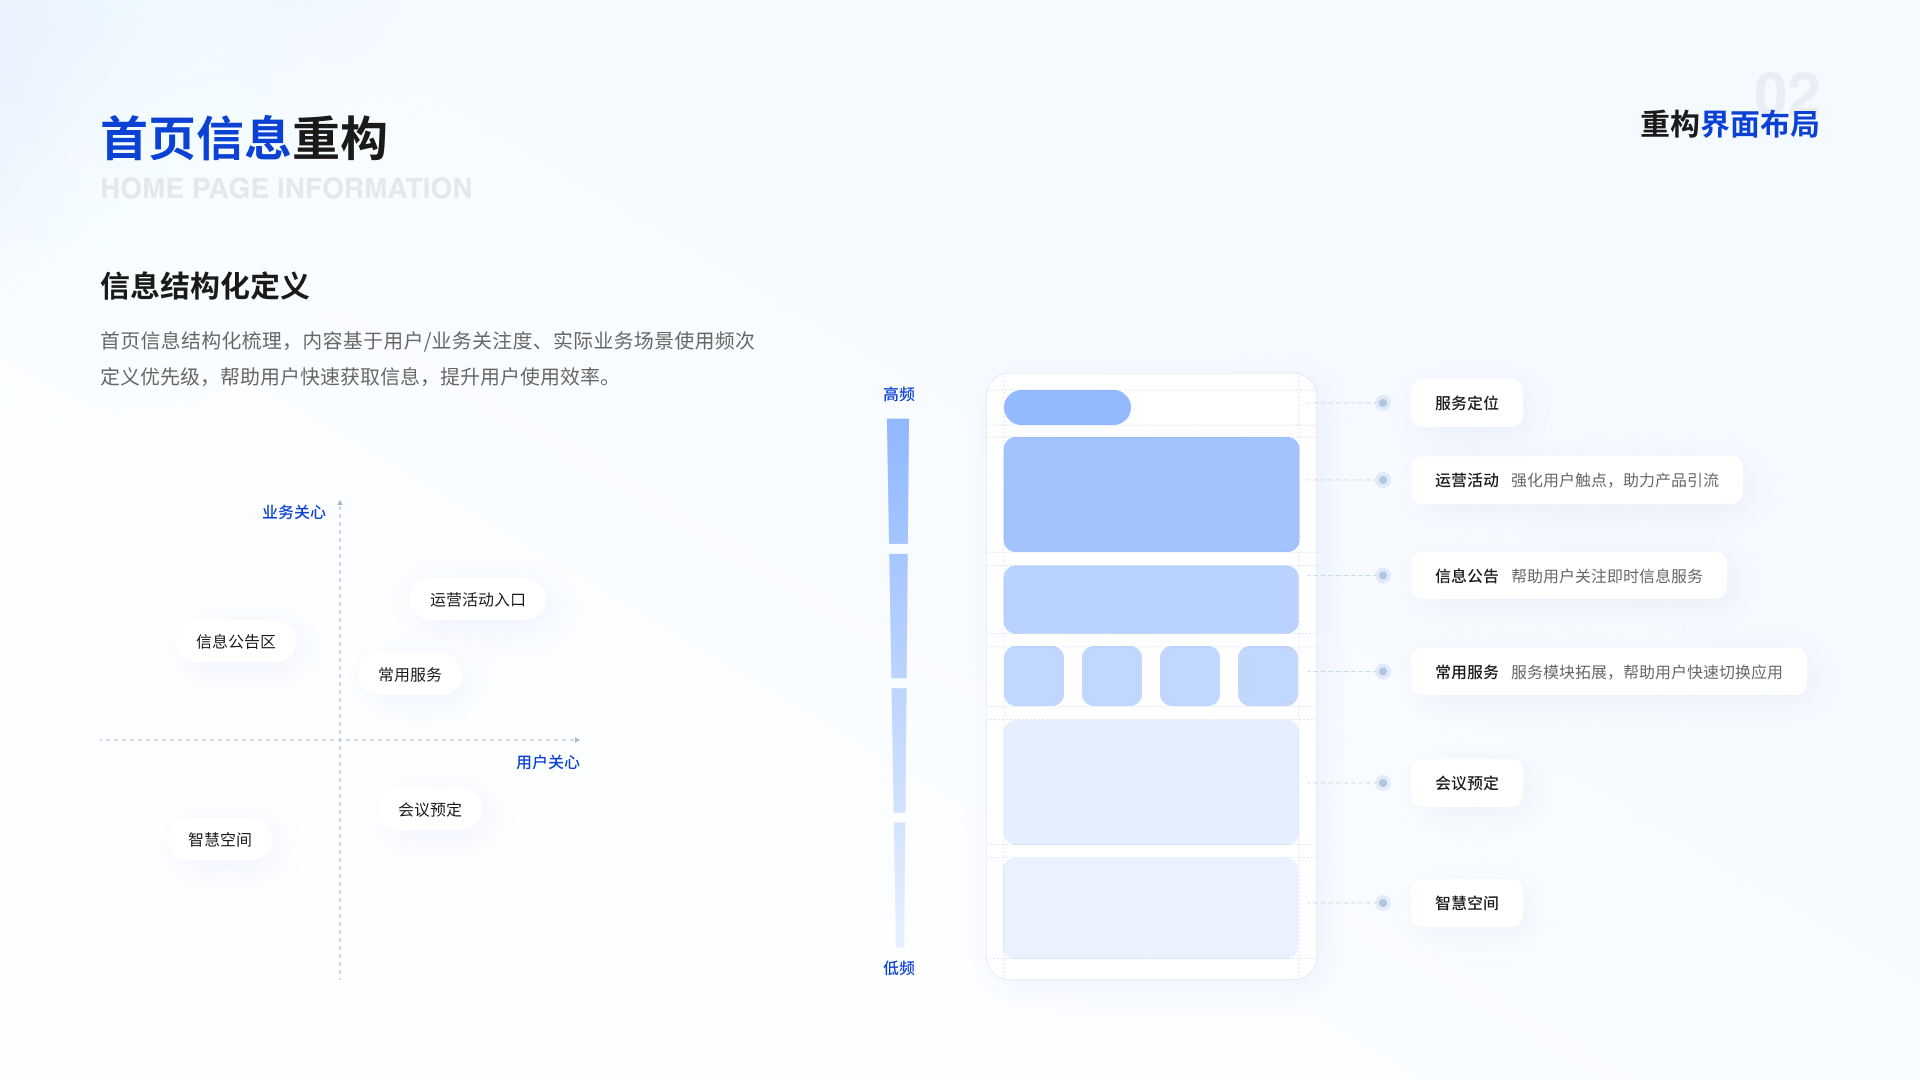 首页信息重构
HOME PAGE INFORMATION
02
重构界面布局
信息结构化定义
首页信息结构化梳理，内容基于用户/业务关注度、实际业务场景使用频次
定义优先级，帮助用户快速获取信息，提升用户使用效率。
业务关心
运营活动入口
信息公告区
常用服务
用户关心
会议预定
智慧空间
高频
低频
服务定位
运营活动 强化用户触点，助力产品引流
信息公告 帮助用户关注即时信息服务
常用服务 服务模块拓展，帮助用户快速切换应用
会议预定
智慧空间